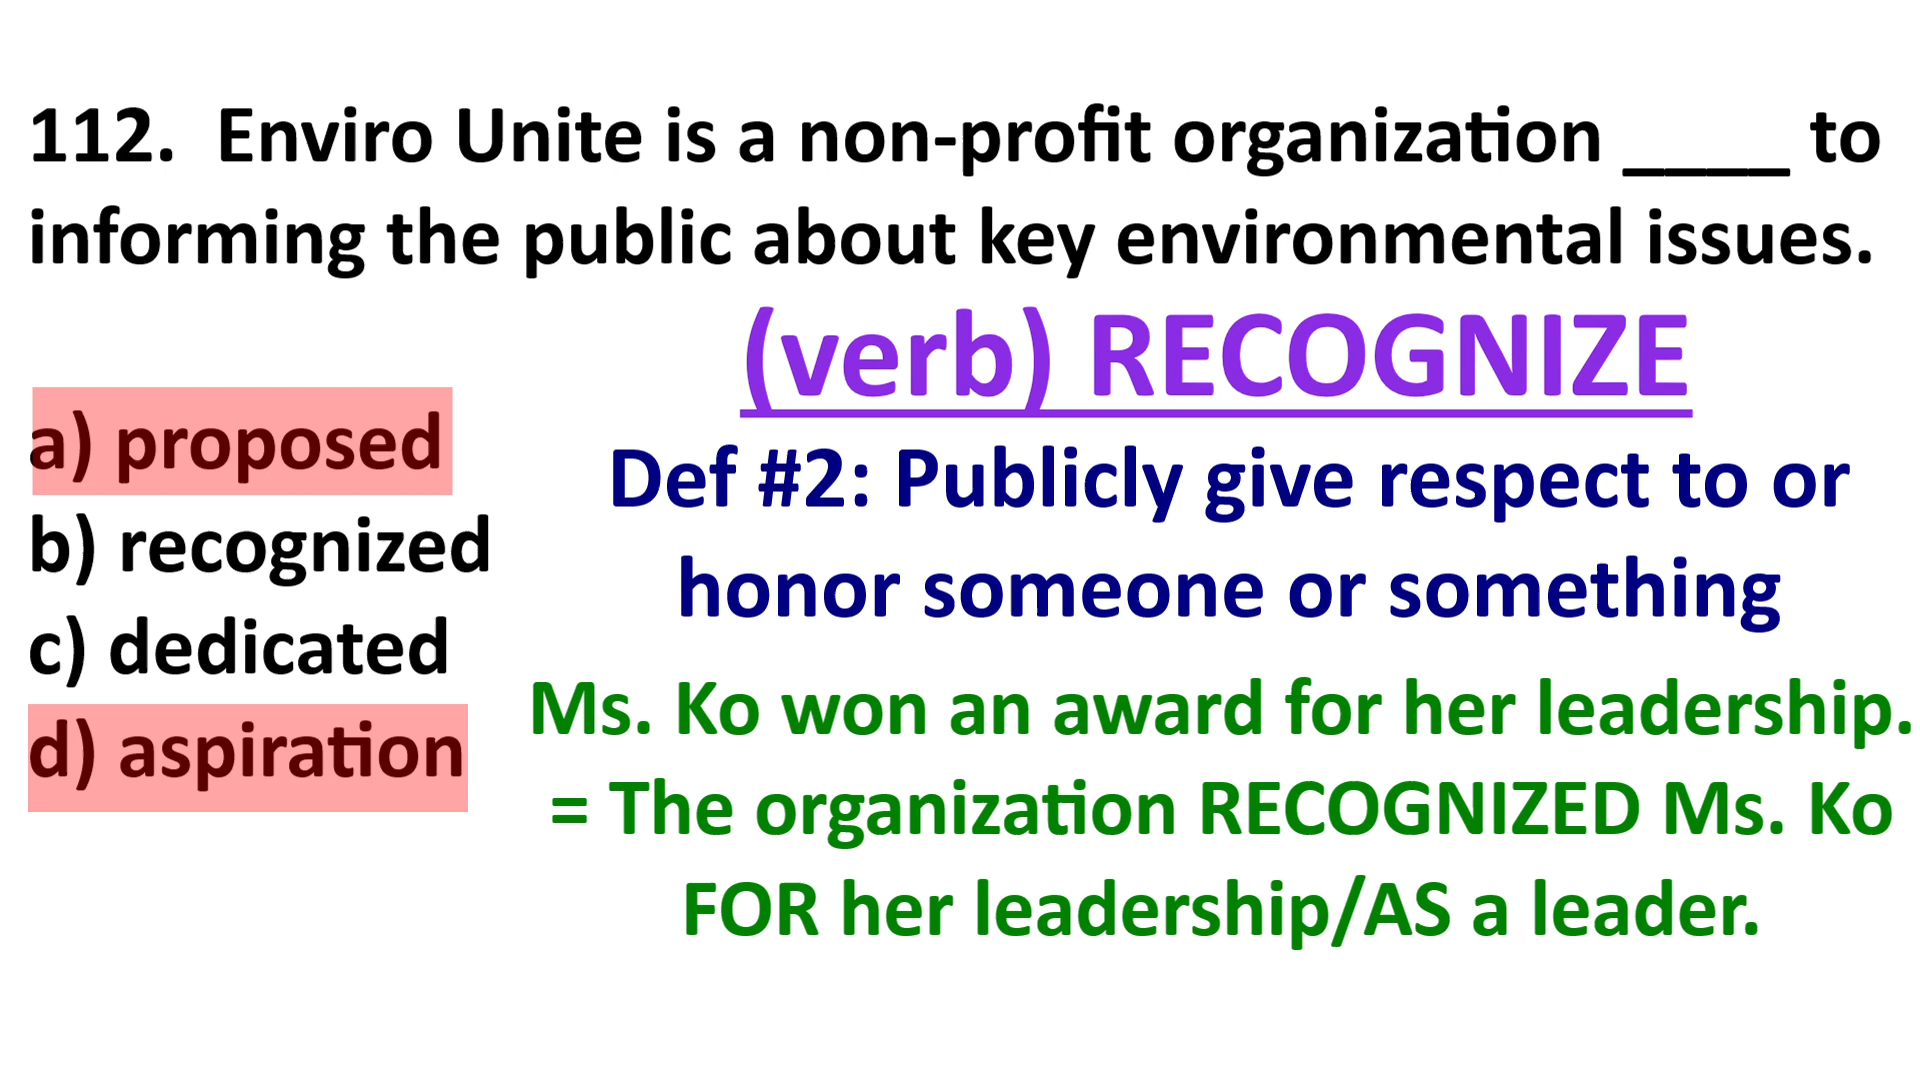 112. Enviro Unite is a non-profit organization ____ to
informing the public about key environmental issues.
(verb) RECOGNIZE
a) proposed
b) recognized
c) dedicated
d) aspiration
Def #2: Publicly give respect to or
honor someone or something
Ms. Ko won an award for her leadership.
= The organization RECOGNIZED Ms. Ko
FOR her leadership/AS a leader.